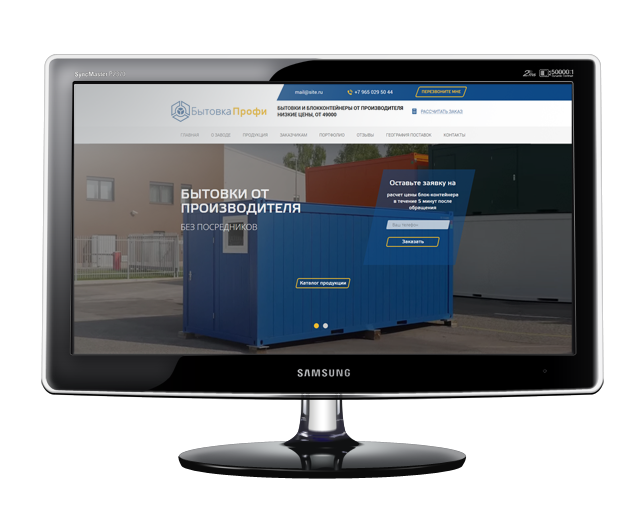 SyncMaster P2370
2ms 50000:1
mail@site.ru
+7 965 029 50 44
ПЕРЕЗВОНИТЕ МНЕ
БытовкаПрофи
БЫТОВКИ И БЛОККОНТЕЙНЕРЫ ОТ ПРОИЗВОДИТЕЛЯ
НИЗКИЕ ЦЕНЫ, ОТ 49000
РАССЧИТАТЬ ЗАКАЗ
ГЛАВНАЯ О ЗАВОДЕ ПРОДУКЦИЯ ЗАКАЗЧИКАМ ПОРТФОЛИО ОТЗЫВЫ ГЕОГРАФИЯ ПОСТАВОК КОНТАКТЫ
БЫТОВКИ ОТ
ПРОИЗВОДИТЕЛЯ
БЕЗ ПОСРЕДНИКОВ
Оставьте заявку на
расчет цены блок-контейнера
в течение 5 минут после
обращения
Ваш телефон
Заказать
Каталог продукции
SAMSUNG